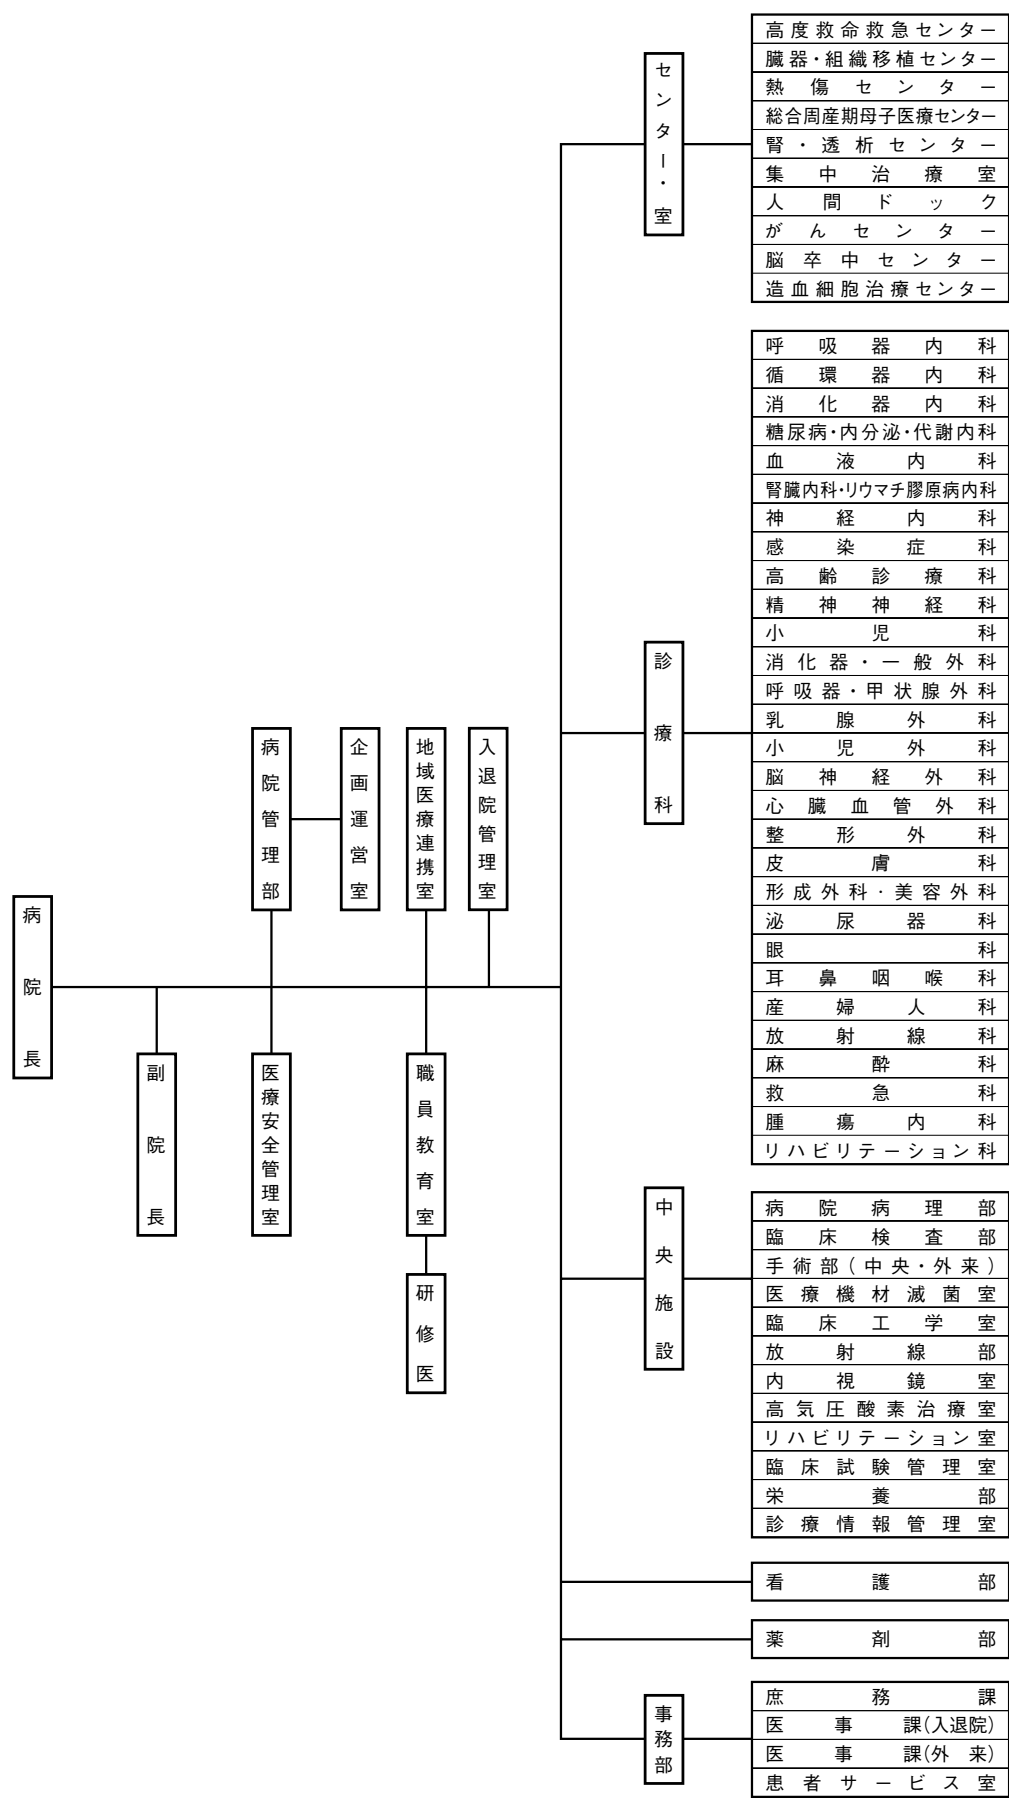 病院長
副院長
病院管理部
企画運営室
医療安全管理室
地域医療連携室
職員教育室
研修医
入退院管理室
センター・室
高度救命救急センター
臓器・組織移植センター
熱傷センター
総合周産期母子医療センター
腎・透析センター
集中治療室
人間ドック
がんセンター
脳卒中センター
造血細胞治療センター
診療科
呼吸器内科
循環器内科
消化器内科
糖尿病・内分泌・代謝内科
血液内科
腎臓内科・リウマチ膠原病内科
神経内科
感染症科
高齢診療科
精神神経科
小児科
消化器・一般外科
呼吸器・甲状腺外科
乳腺外科
小児外科
脳神経外科
心臓血管外科
整形外科
皮膚科
形成外科・美容外科
泌尿器科
眼科
耳鼻咽喉科
産婦人科
放射線科
麻酔科
救急科
腫瘍内科
リハビリテーション科
中央施設
病院病理部
臨床検査部
手術部(中央・外来)
医療機材滅菌室
臨床工学室
放射線部
内視鏡室
高気圧酸素治療室
リハビリテーション室
臨床試験管理室
栄養部
診療情報管理室
看護部
薬剤部
事務部
庶務課
医事課(入退院)
医事課(外来)
患者サービス室